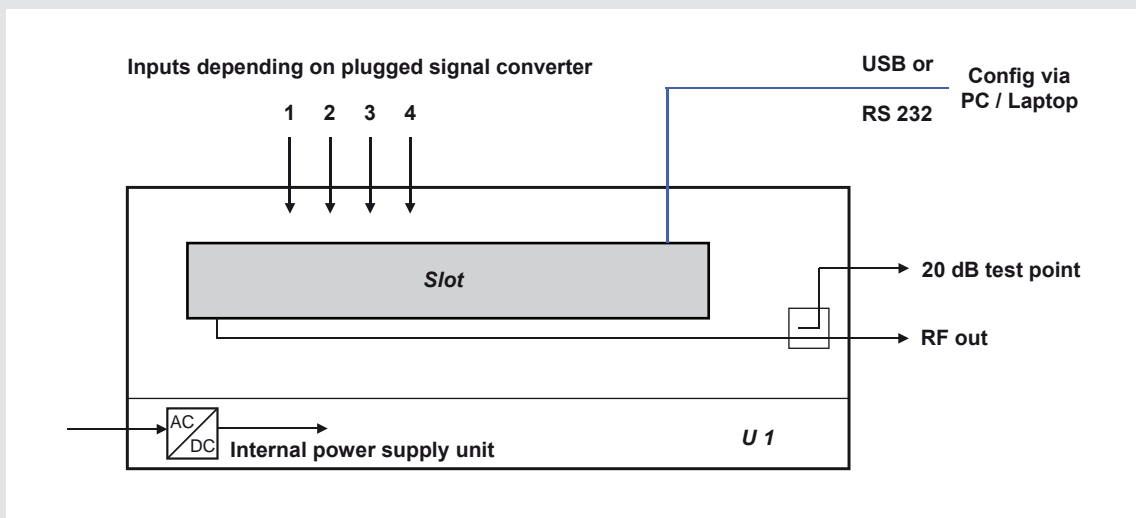 Inputs depending on plugged signal converter
1 2 3 4
USB or
RS 232
Config via
PC / Laptop
Slot
20 dB test point
RF out
AC
DC
Internal power supply unit
U 1